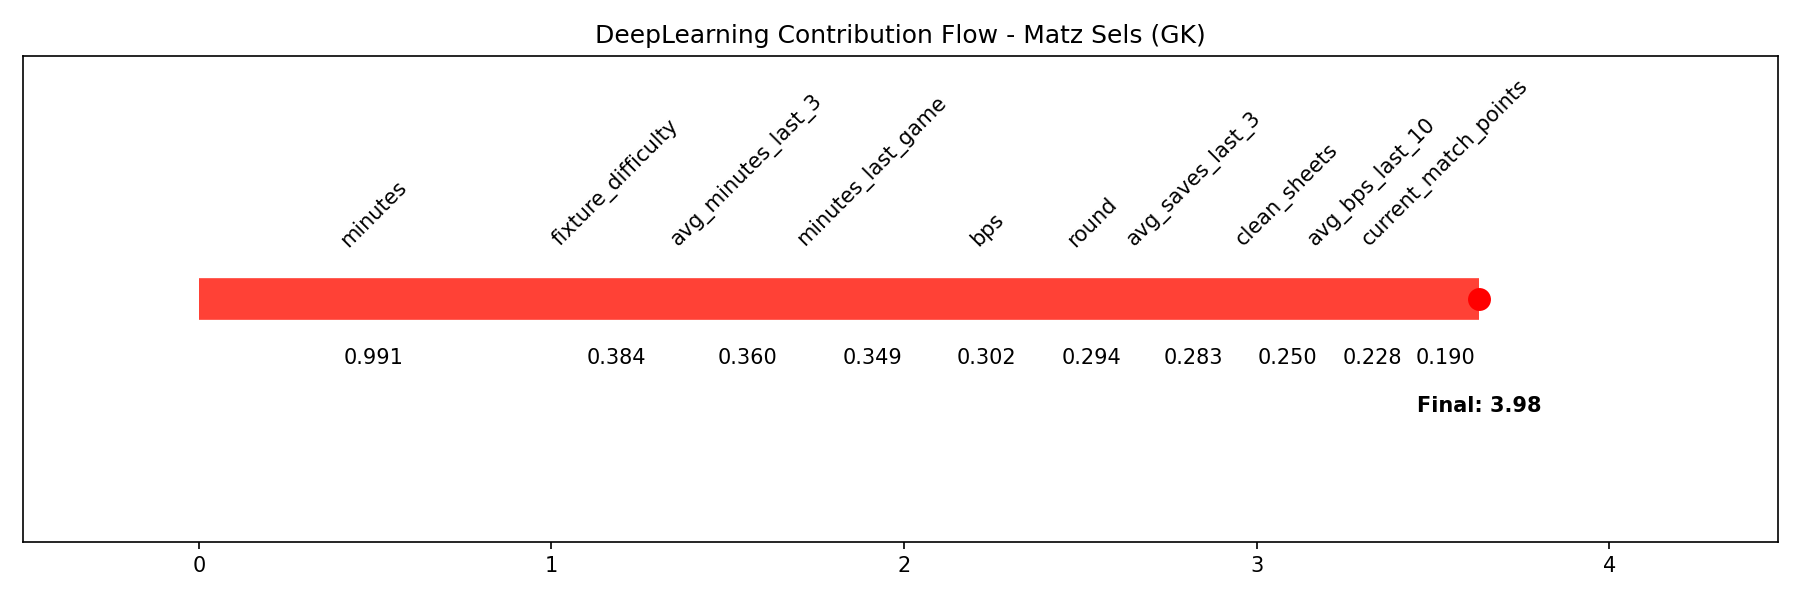 DeepLearning Contribution Flow - Matz Sels (GK)
minutes
fixture_difficulty
avg_minutes_last_3
minutes_last_game
bps
round
avg_saves_last_3
clean_sheets
avg_bps_last_10
current_match_points
0.991 0.384 0.360 0.349 0.302 0.294 0.283 0.250 0.228 0.190
Final: 3.98
0 1 2 3 4